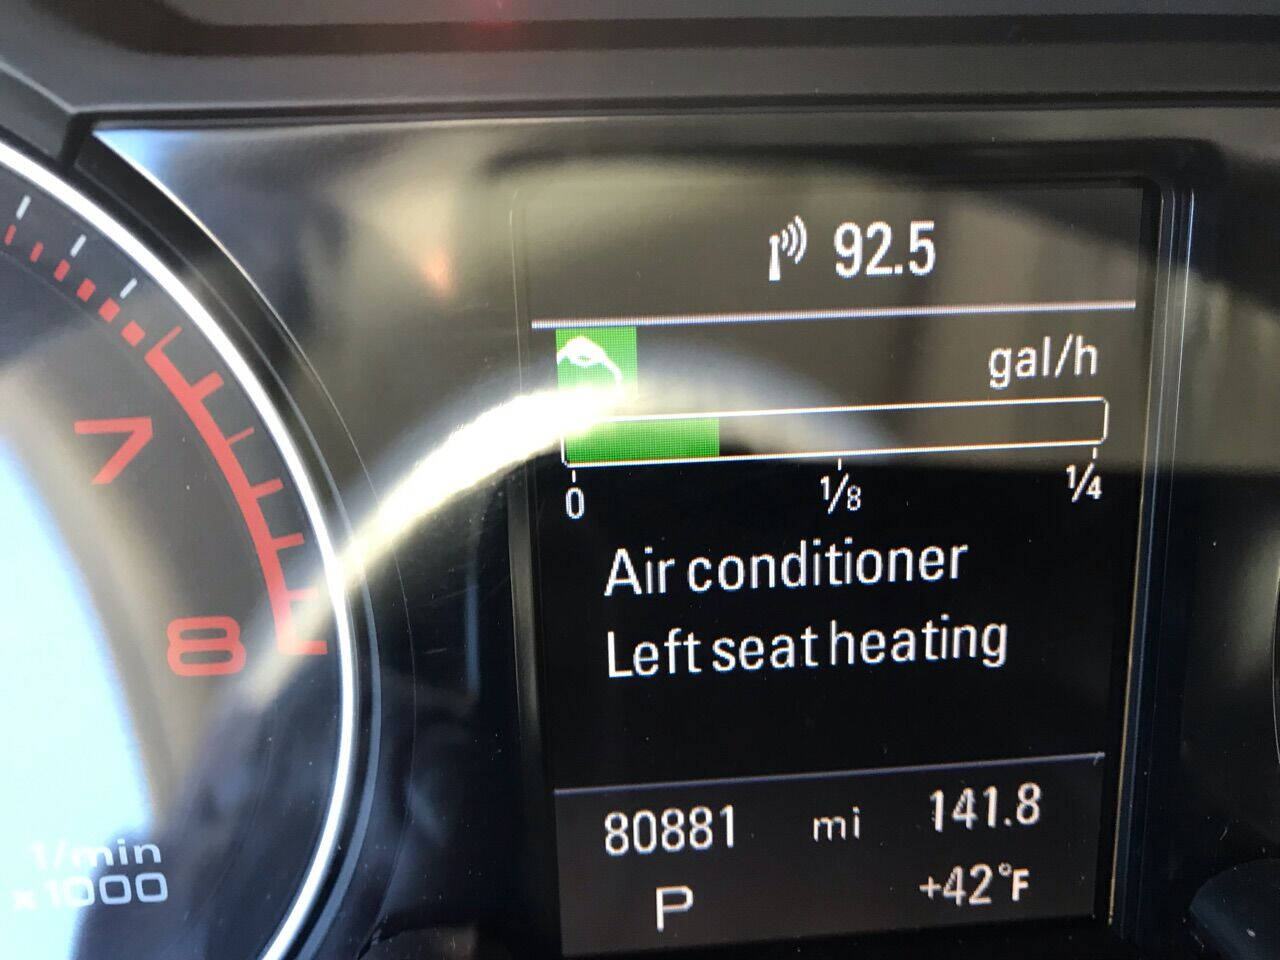 92.5
gal/h
0 1/8 1/4
Air conditioner
Left seat heating
80881 mi 141.8
P +42°F
7
8
1/min
x1000